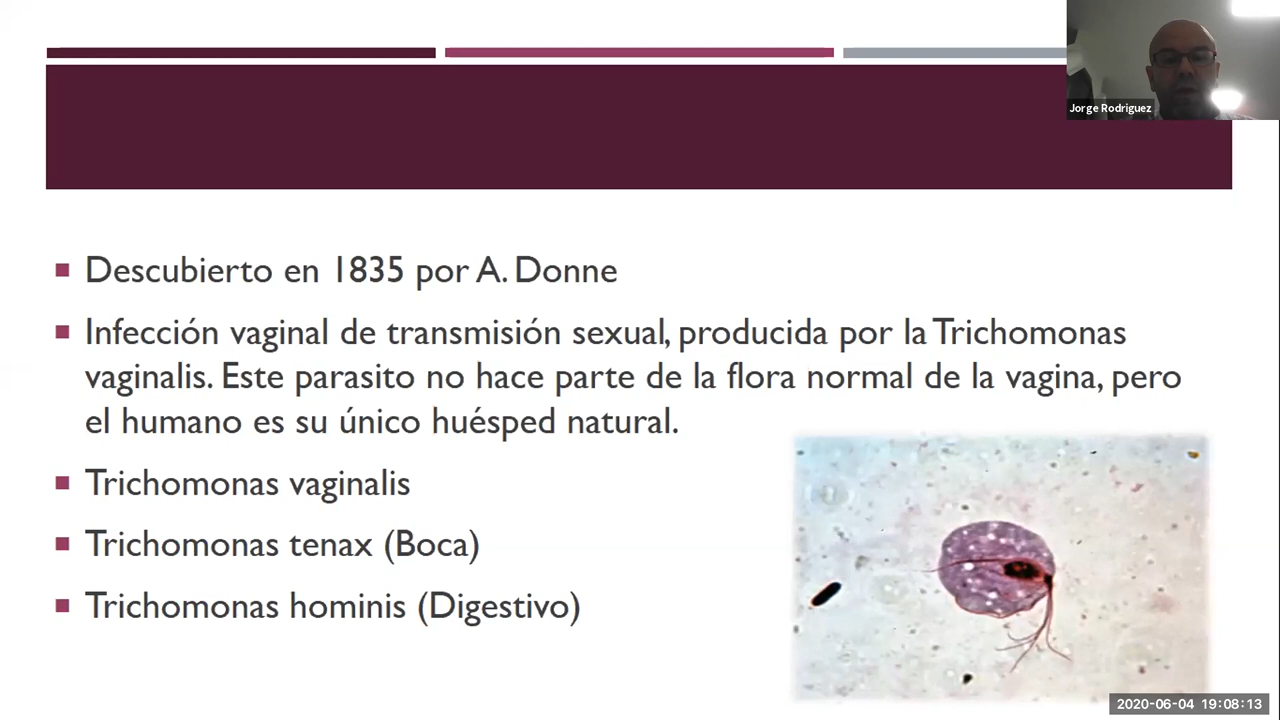 Jorge Rodriguez
Descubierto en 1835 por A. Donne
Infección vaginal de transmisión sexual, producida por la Trichomonas
vaginalis. Este parasito no hace parte de la flora normal de la vagina, pero
el humano es su único huésped natural.
Trichomonas vaginalis
Trichomonas tenax (Boca)
Trichomonas hominis (Digestivo)
2020-06-04 19:08:13